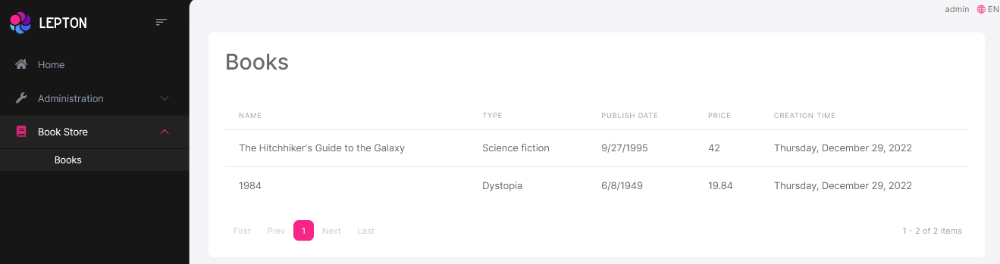 LEPTON
admin EN
Home
Administration
Book Store
Books
Books
NAME TYPE PUBLISH DATE PRICE CREATION TIME
The Hitchhiker's Guide to the Galaxy Science fiction 9/27/1995 42 Thursday, December 29, 2022
1984 Dystopia 6/8/1949 19.84 Thursday, December 29, 2022
First Prev 1 Next Last 1 - 2 of 2 items